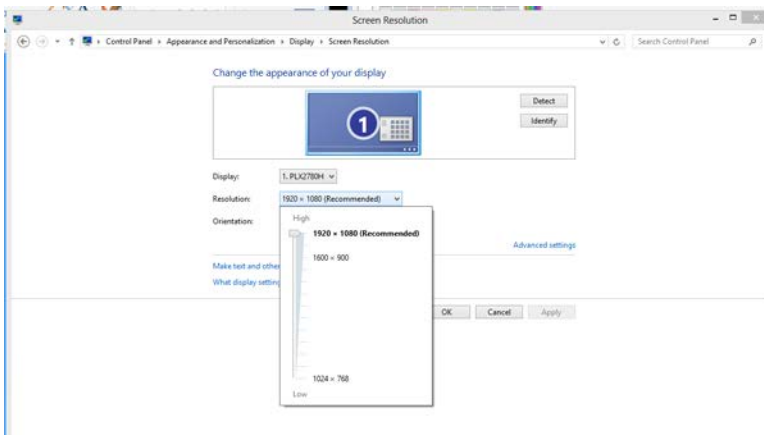 Screen Resolution
Control Panel Appearance and Personalization Display Screen Resolution Search Control Panel
Change the appearance of your display
1
Detect
Identify
Display: 1. PLX2780H
Resolution: 1920 × 1080 (Recommended)
Orientation:
High
1920 × 1080 (Recommended)
1600 × 900
Advanced settings
Make text and other
What display setting
OK Cancel Apply
1024 × 768
Low